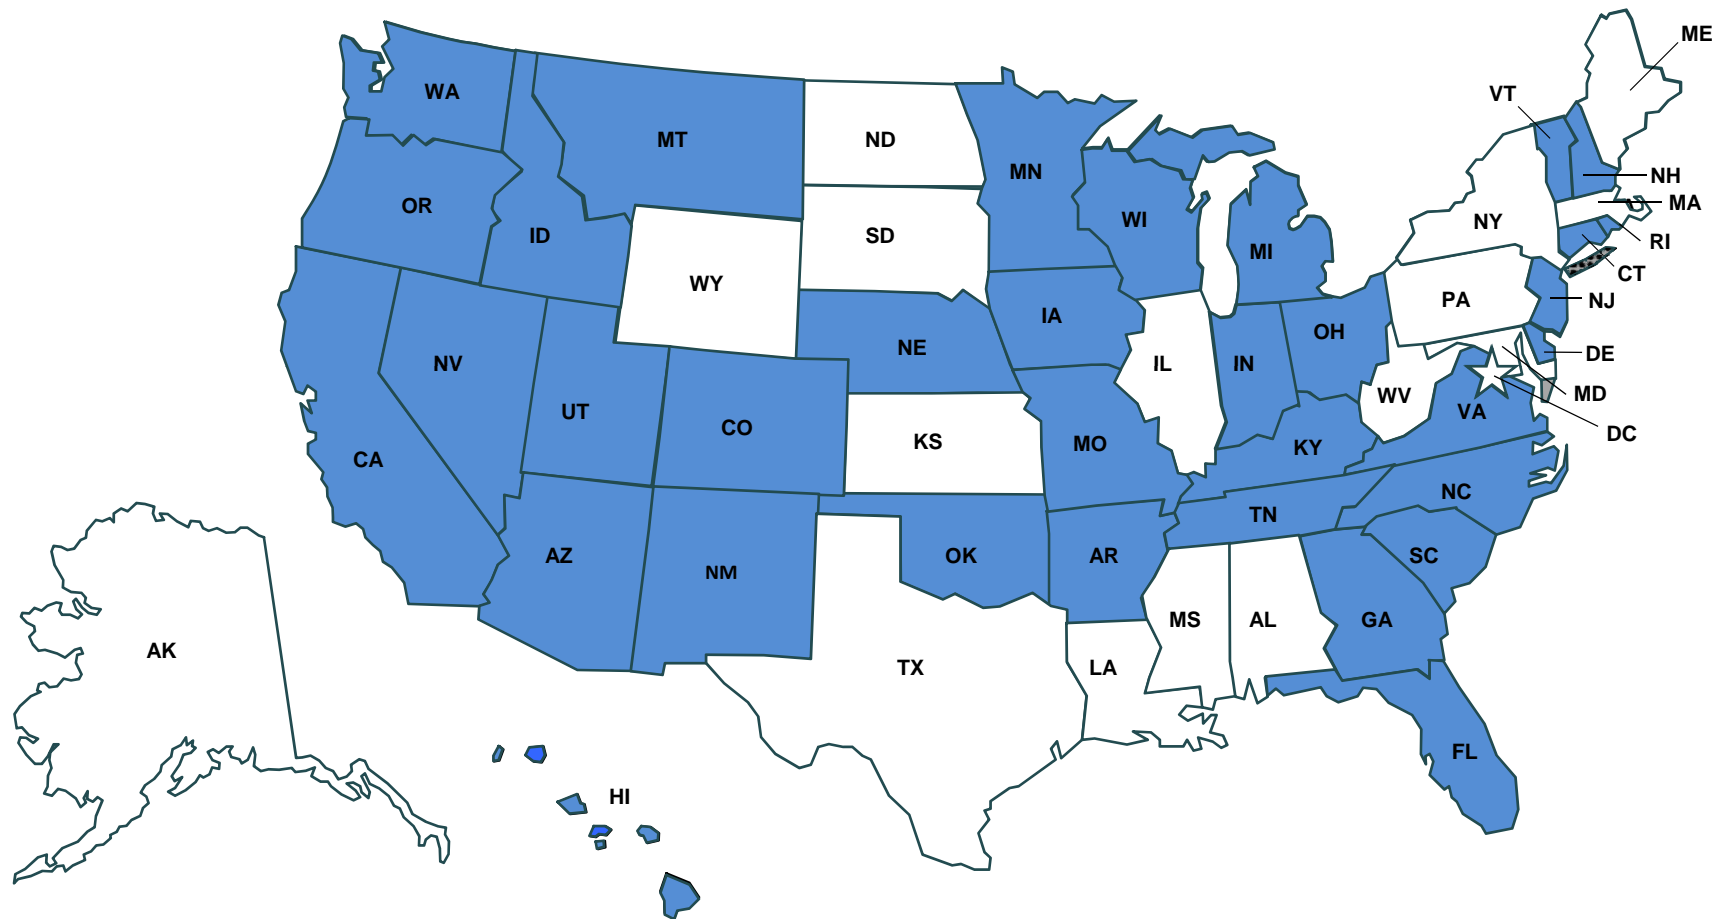 ME
WA
VT
MT
ND
MN
NH
OR
MA
WI
NY
ID
SD
RI
MI
CT
WY
PA
NJ
IA
OH
NE
DE
NV
IL
IN
MD
WV
UT
VA
CO
DC
KS
MO
KY
CA
NC
TN
AZ
OK
AR
SC
NM
MS
AL
GA
AK
TX
LA
FL
HI